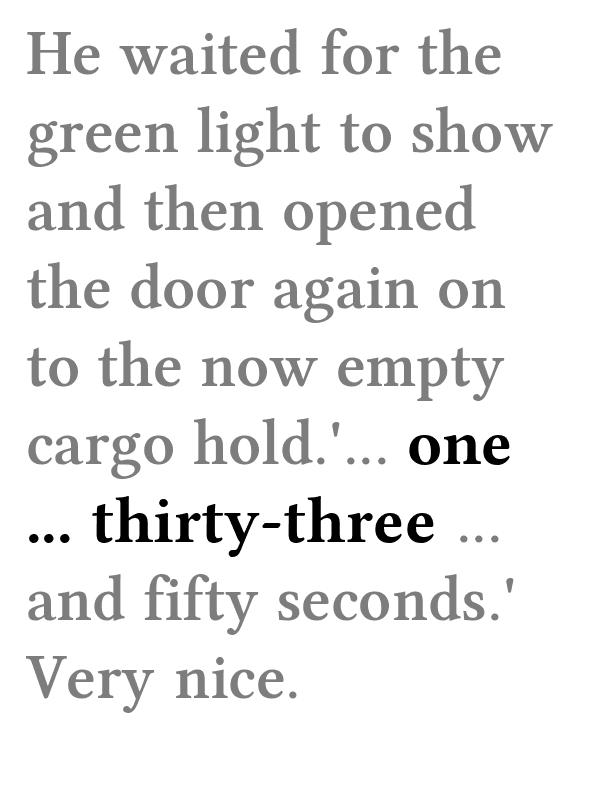 He waited for the
green light to show
and then opened
the door again on
to the now empty
cargo hold.'... one
... thirty-three ...
and fifty seconds.'
Very nice.